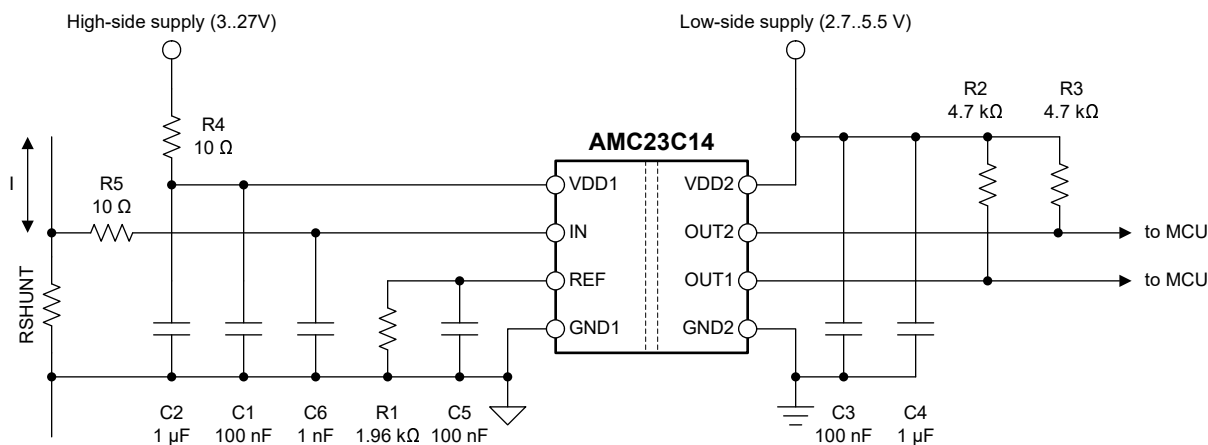 High-side supply (3..27V)
Low-side supply (2.7..5.5 V)
R4
10 Ω
R2
4.7 kΩ
R3
4.7 kΩ
AMC23C14
I
R5
10 Ω
VDD1
VDD2
IN
OUT2
to MCU
REF
OUT1
to MCU
RSHUNT
GND1
GND2
C2
1 µF
C1
100 nF
C6
1 nF
R1
1.96 kΩ
C5
100 nF
C3
100 nF
C4
1 µF